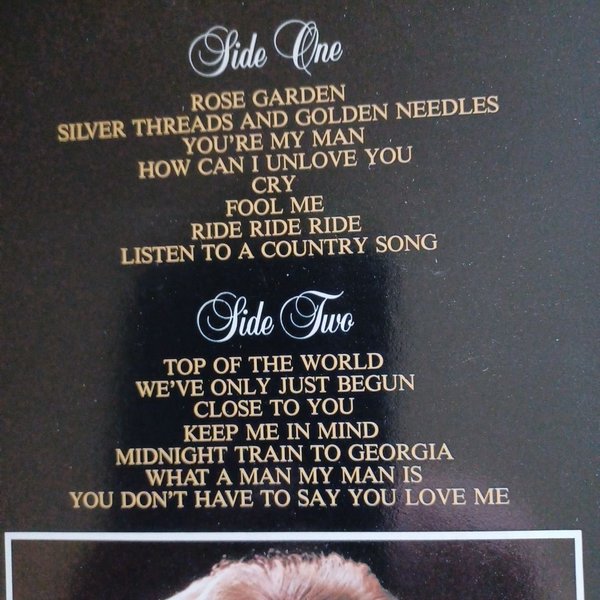 Side One
ROSE GARDEN
SILVER THREADS AND GOLDEN NEEDLES
YOU'RE MY MAN
HOW CAN I UNLOVE YOU
CRY
FOOL ME
RIDE RIDE RIDE
LISTEN TO A COUNTRY SONG
Side Two
TOP OF THE WORLD
WE'VE ONLY JUST BEGUN
CLOSE TO YOU
KEEP ME IN MIND
MIDNIGHT TRAIN TO GEORGIA
WHAT A MAN MY MAN IS
YOU DON'T HAVE TO SAY YOU LOVE ME